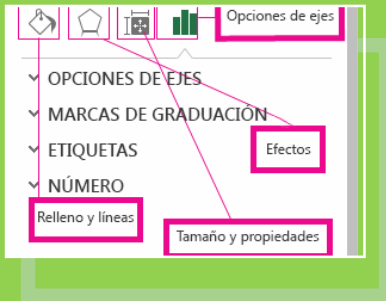 Opciones de ejes
OPCIONES DE EJES
MARCAS DE GRADUACIÓN
ETIQUETAS
Efectos
NÚMERO
Relleno y líneas
Tamaño y propiedades